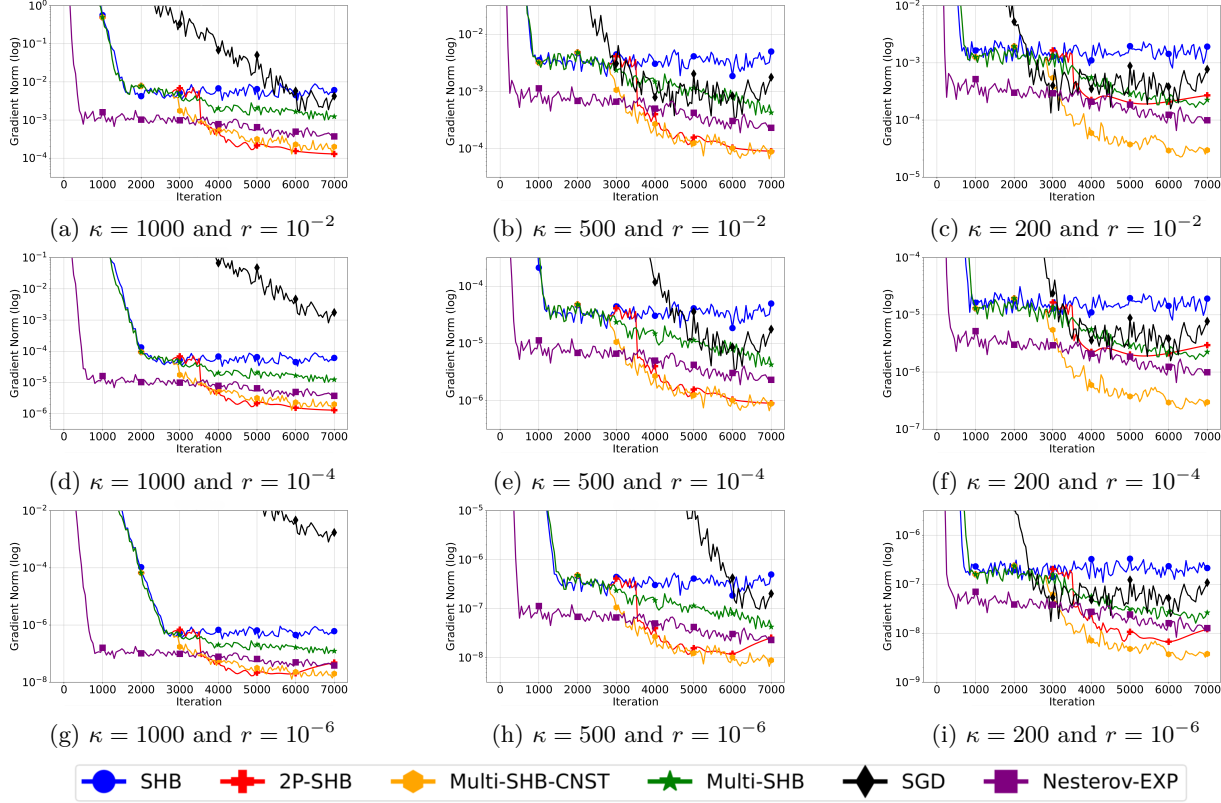 10^0
10^-1
10^-2
10^-3
10^-4
Gradient Norm (log)
0 1000 2000 3000 4000 5000 6000 7000
Iteration
10^-2
10^-3
10^-4
Gradient Norm (log)
0 1000 2000 3000 4000 5000 6000 7000
Iteration
10^-2
10^-3
10^-4
10^-5
Gradient Norm (log)
0 1000 2000 3000 4000 5000 6000 7000
Iteration
(a) κ = 1000 and r = 10^-2
(b) κ = 500 and r = 10^-2
(c) κ = 200 and r = 10^-2
10^-1
10^-2
10^-3
10^-4
10^-5
10^-6
Gradient Norm (log)
0 1000 2000 3000 4000 5000 6000 7000
Iteration
10^-4
10^-5
10^-6
Gradient Norm (log)
0 1000 2000 3000 4000 5000 6000 7000
Iteration
10^-4
10^-5
10^-6
10^-7
Gradient Norm (log)
0 1000 2000 3000 4000 5000 6000 7000
Iteration
(d) κ = 1000 and r = 10^-4
(e) κ = 500 and r = 10^-4
(f) κ = 200 and r = 10^-4
10^-2
10^-4
10^-6
10^-8
Gradient Norm (log)
0 1000 2000 3000 4000 5000 6000 7000
Iteration
10^-5
10^-6
10^-7
10^-8
Gradient Norm (log)
0 1000 2000 3000 4000 5000 6000 7000
Iteration
10^-6
10^-7
10^-8
10^-9
Gradient Norm (log)
0 1000 2000 3000 4000 5000 6000 7000
Iteration
(g) κ = 1000 and r = 10^-6
(h) κ = 500 and r = 10^-6
(i) κ = 200 and r = 10^-6
SHB 2P-SHB Multi-SHB-CNST Multi-SHB SGD Nesterov-EXP